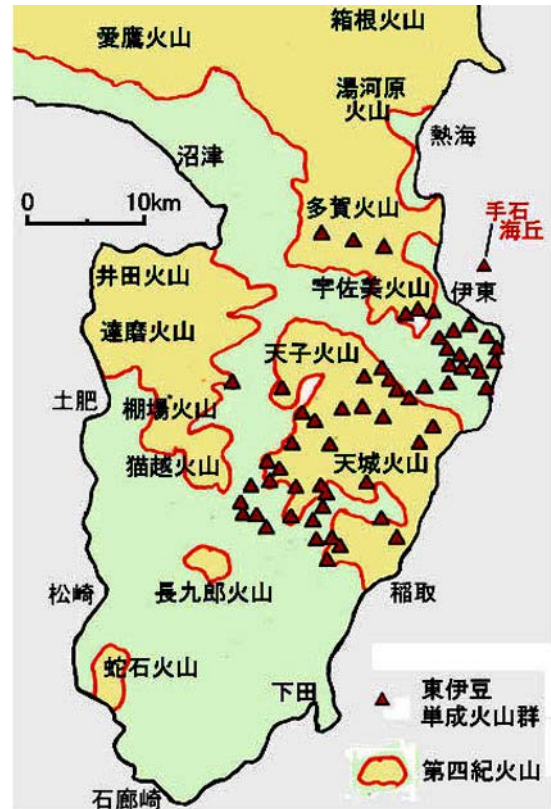 箱根火山
愛鷹火山
湯河原
火山
熱海
沼津
0
10km
多賀火山
手石
海丘
宇佐美火山
伊東
井田火山
達磨火山
天子火山
土肥
棚場火山
猫越火山
天城火山
松崎
長九郎火山
稲取
蛇石火山
下田
東伊豆
単成火山群
第四紀火山
石廊崎